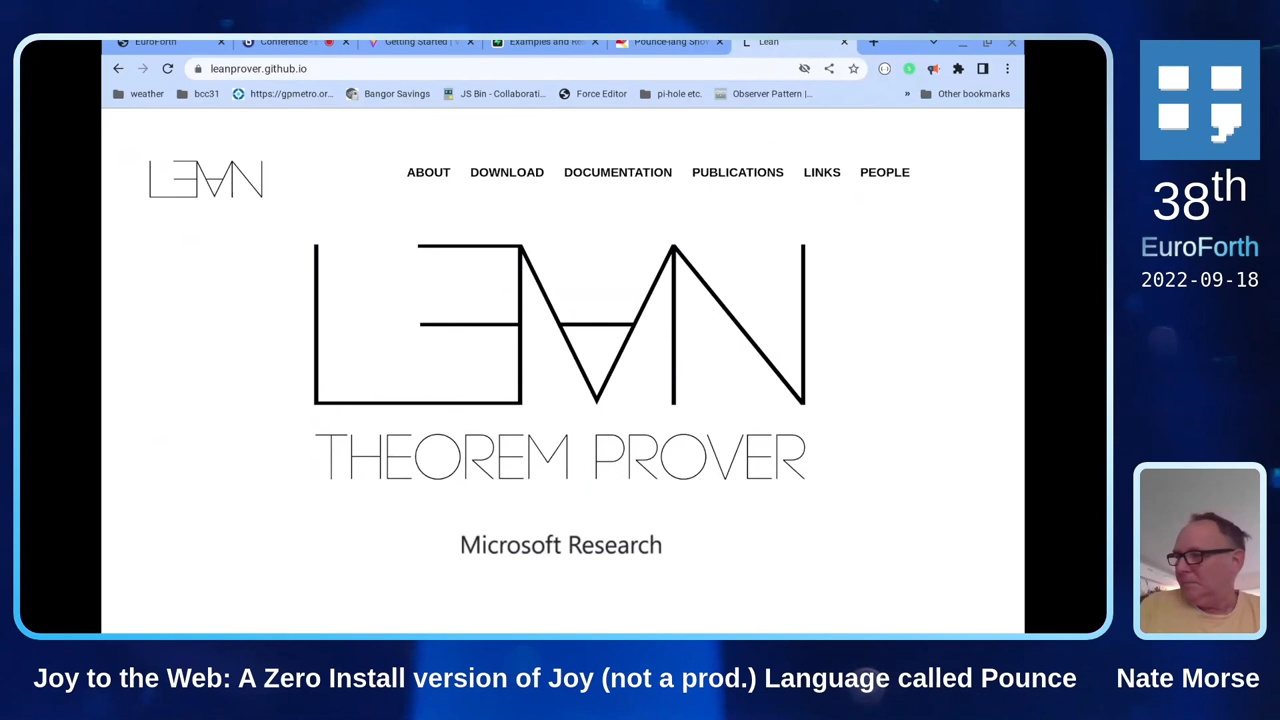 EuroForth
Conference -
Getting Started | V
Examples and Re
Pounce-lang Sho
Lean
leanprover.github.io
weather
bcc31
https://gpmetro.or...
Bangor Savings
JS Bin - Collaborati...
Force Editor
pi-hole etc.
Observer Pattern |...
»
Other bookmarks
LEAN
ABOUT
DOWNLOAD
DOCUMENTATION
PUBLICATIONS
LINKS
PEOPLE
L∃∀N
THEOREM PROVER
Microsoft Research
38th
EuroForth
2022-09-18
Joy to the Web: A Zero Install version of Joy (not a prod.) Language called Pounce
Nate Morse